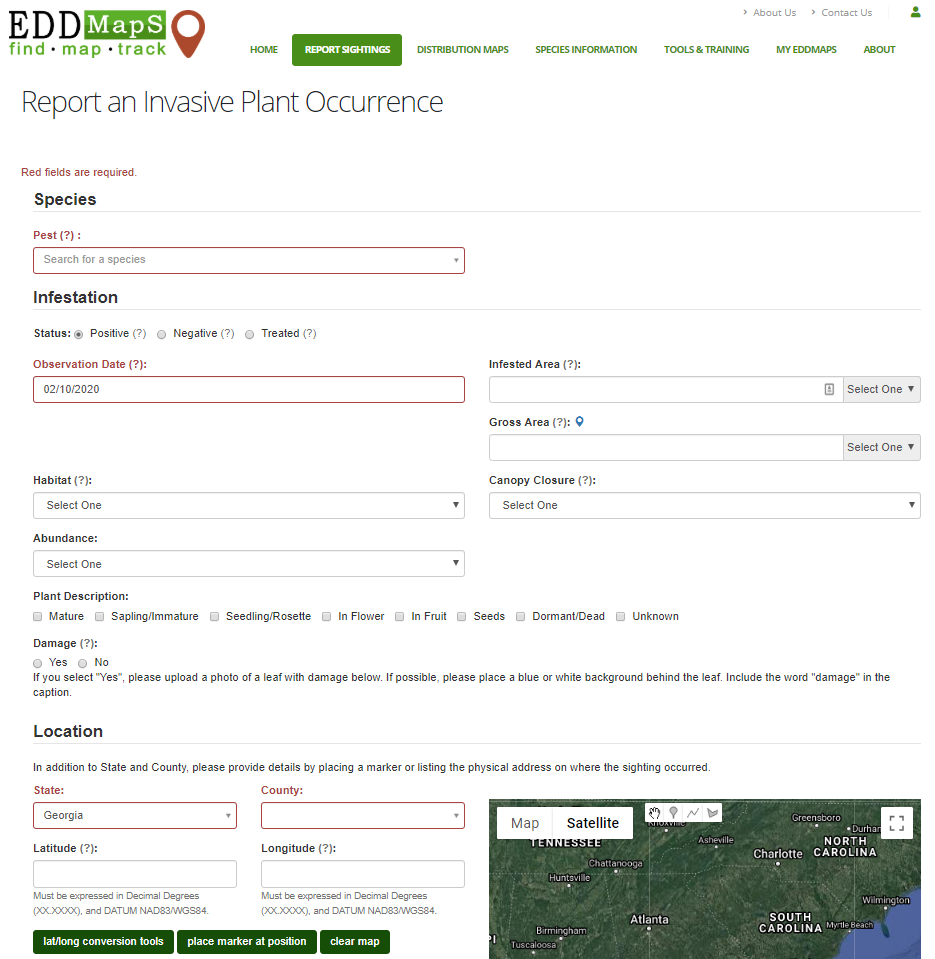 EDDMapS
find · map · track
About Us
Contact Us
HOME
REPORT SIGHTINGS
DISTRIBUTION MAPS
SPECIES INFORMATION
TOOLS & TRAINING
MY EDDMAPS
ABOUT
Report an Invasive Plant Occurrence
Red fields are required.
Species
Pest (?) :
Search for a species
Infestation
Status: Positive (?) Negative (?) Treated (?)
Observation Date (?):
02/10/2020
Infested Area (?):
Select One
Gross Area (?):
Select One
Habitat (?):
Select One
Canopy Closure (?):
Select One
Abundance:
Select One
Plant Description:
Mature Sapling/Immature Seedling/Rosette In Flower In Fruit Seeds Dormant/Dead Unknown
Damage (?):
Yes No
If you select "Yes", please upload a photo of a leaf with damage below. If possible, please place a blue or white background behind the leaf. Include the word "damage" in the
caption.
Location
In addition to State and County, please provide details by placing a marker or listing the physical address on where the sighting occurred.
State:
Georgia
County:
Latitude (?):
Must be expressed in Decimal Degrees
(XX.XXXX), and DATUM NAD83/WGS84.
Longitude (?):
Must be expressed in Decimal Degrees
(XX.XXXX), and DATUM NAD83/WGS84.
lat/long conversion tools
place marker at position
clear map
Map
Satellite
Knoxville
Greensboro
Durham
TENNESSEE
Asheville
NORTH
CAROLINA
Charlotte
Chattanooga
Huntsville
Wilmington
Atlanta
SOUTH
CAROLINA
Myrtle Beach
Birmingham
Tuscaloosa
PI